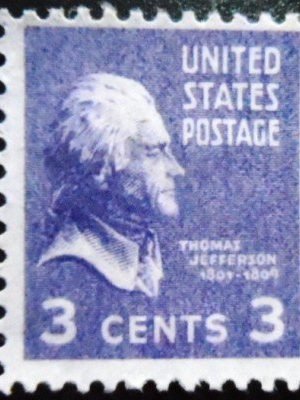 UNITED
STATES
POSTAGE
THOMAS
JEFFERSON
1801-1809
3 CENTS 3